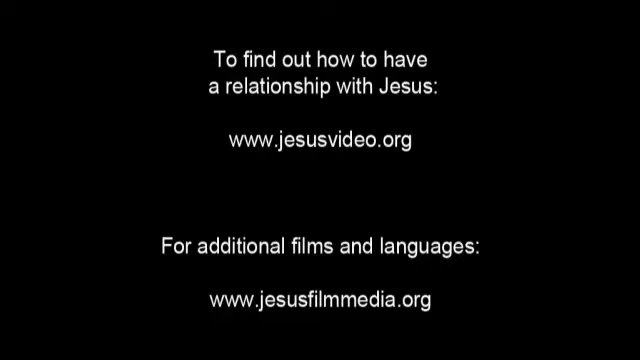 To find out how to have
a relationship with Jesus:
www.jesusvideo.org
For additional films and languages:
www.jesusfilmmedia.org